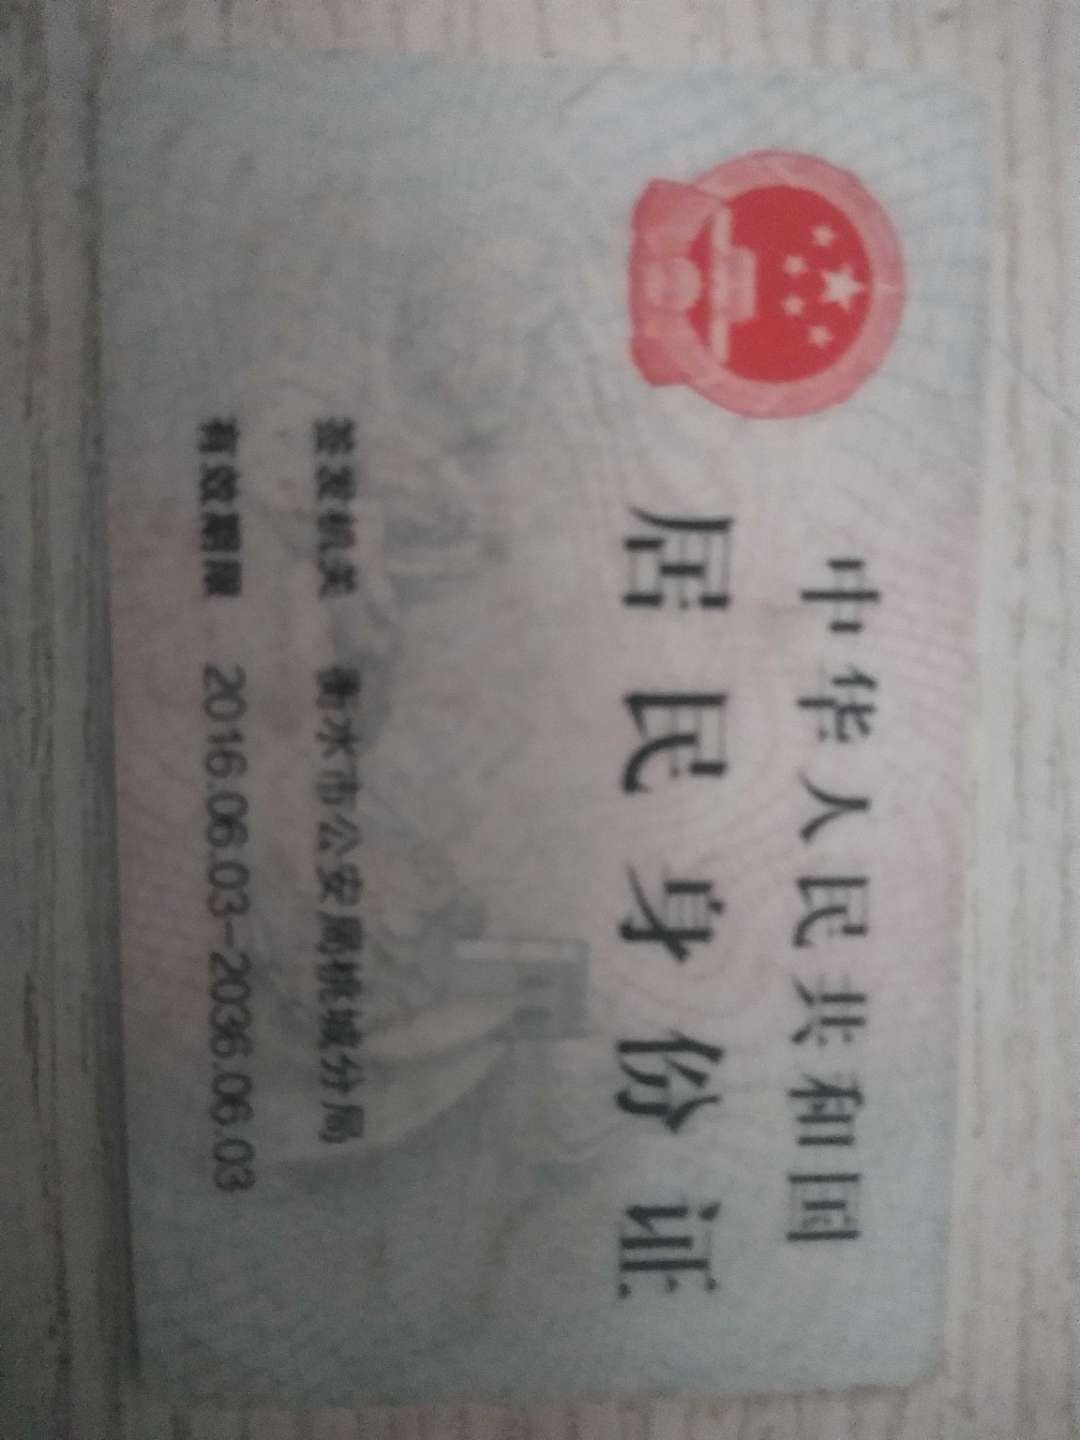 中华人民共和国
居民身份证
签发机关 衡水市公安局桃城分局
有效期限 2016.06.03-2036.06.03